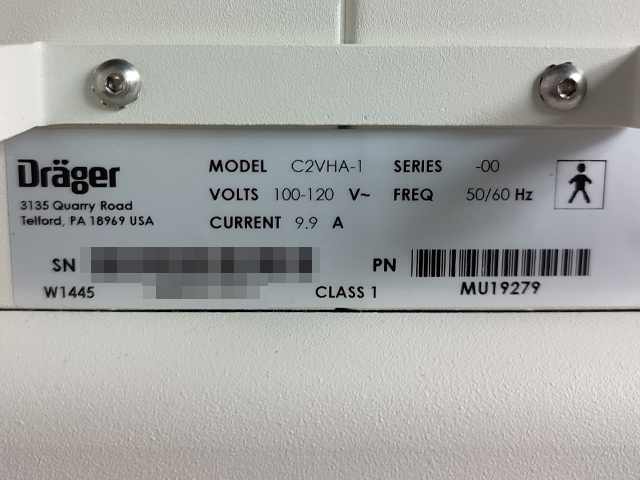 Dräger
3135 Quarry Road
Telford, PA 18969 USA
MODEL C2VHA-1 SERIES -00
VOLTS 100-120 V~ FREQ 50/60 Hz
CURRENT 9.9 A
SN
PN
W1445
CLASS 1
MU19279